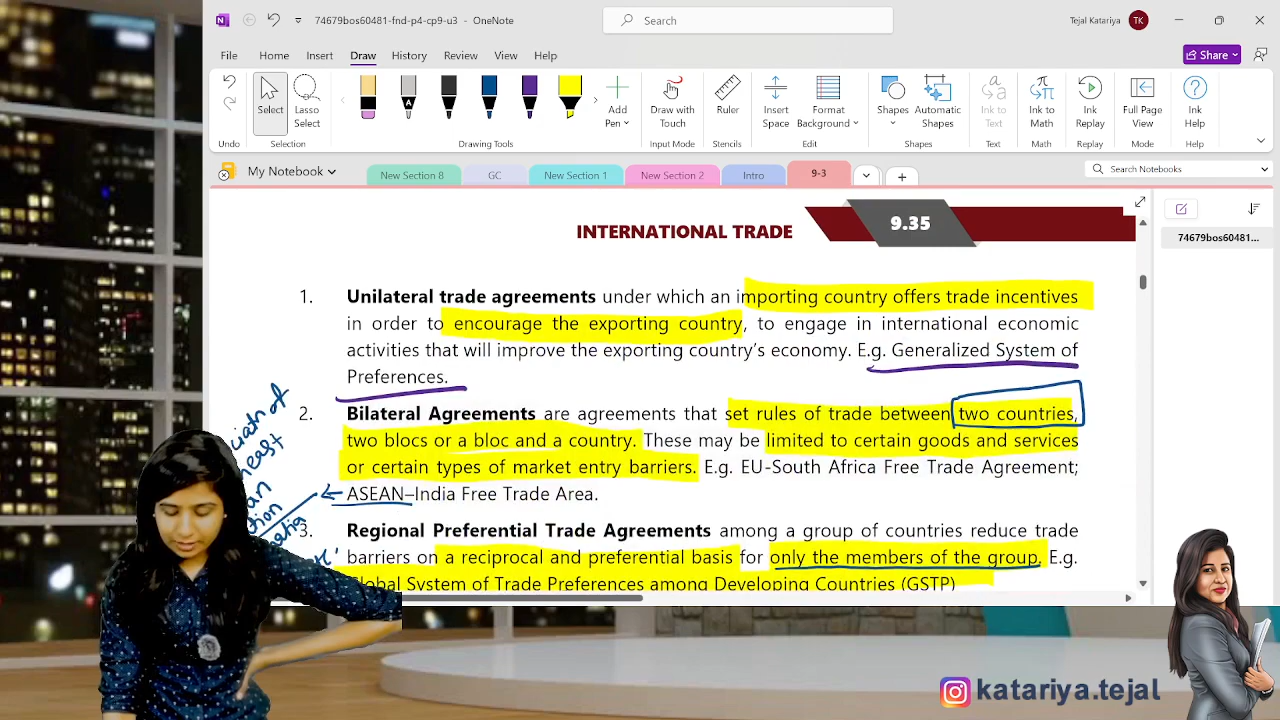 74679bos60481-fnd-p4-cp9-u3 - OneNote
Search
Tejal Katariya
TK
File Home Insert Draw History Review View Help
Share
Select
Lasso Select
Add Pen
Draw with Touch
Ruler
Insert Space
Format Background
Shapes
Automatic Shapes
Ink to Text
Ink to Math
Ink Replay
Full Page View
Ink Help
Undo Selection Drawing Tools Input Mode Stencils Edit Shapes Text Math Replay View Help
My Notebook
New Section 8
GC
New Section 1
New Section 2
Intro
9-3
Search Notebooks
74679bos60481...
INTERNATIONAL TRADE
9.35
1. Unilateral trade agreements under which an importing country offers trade incentives
in order to encourage the exporting country, to engage in international economic
activities that will improve the exporting country's economy. E.g. Generalized System of
Preferences.
2. Bilateral Agreements are agreements that set rules of trade between two countries,
two blocs or a bloc and a country. These may be limited to certain goods and services
or certain types of market entry barriers. E.g. EU-South Africa Free Trade Agreement;
ASEAN–India Free Trade Area.
3. Regional Preferential Trade Agreements among a group of countries reduce trade
barriers on a reciprocal and preferential basis for only the members of the group. E.g.
Global System of Trade Preferences among Developing Countries (GSTP)
katariya.tejal